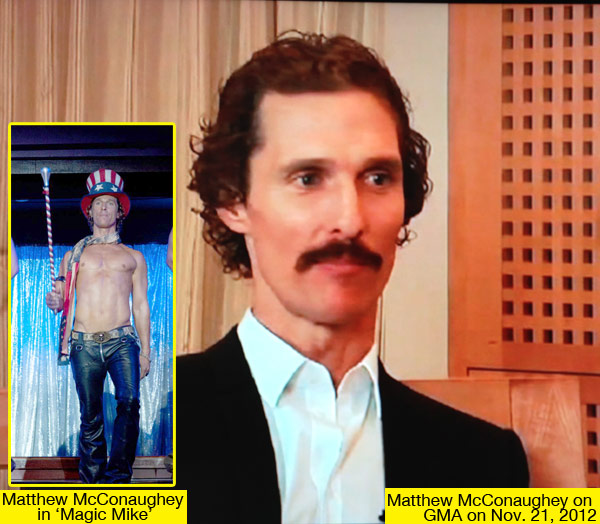 Matthew McConaughey
in ‘Magic Mike’
Matthew McConaughey on
GMA on Nov. 21, 2012